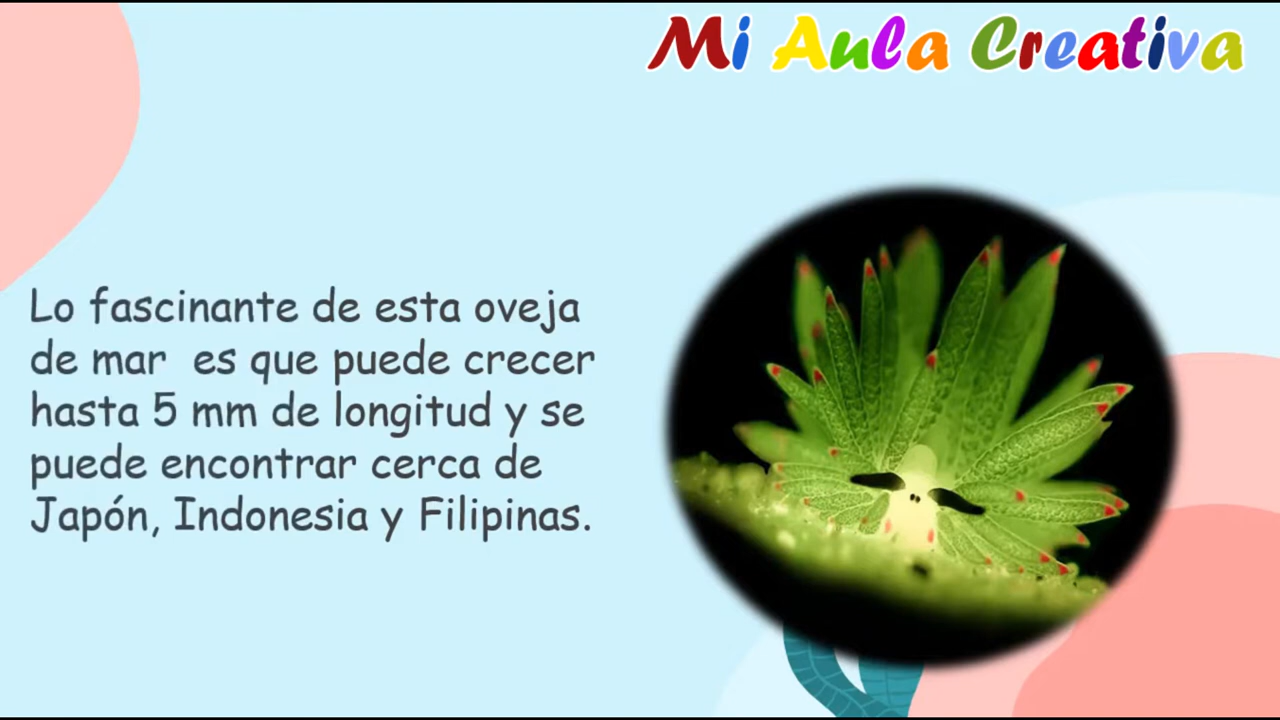 Mi Aula Creativa
Lo fascinante de esta oveja
de mar es que puede crecer
hasta 5 mm de longitud y se
puede encontrar cerca de
Japón, Indonesia y Filipinas.